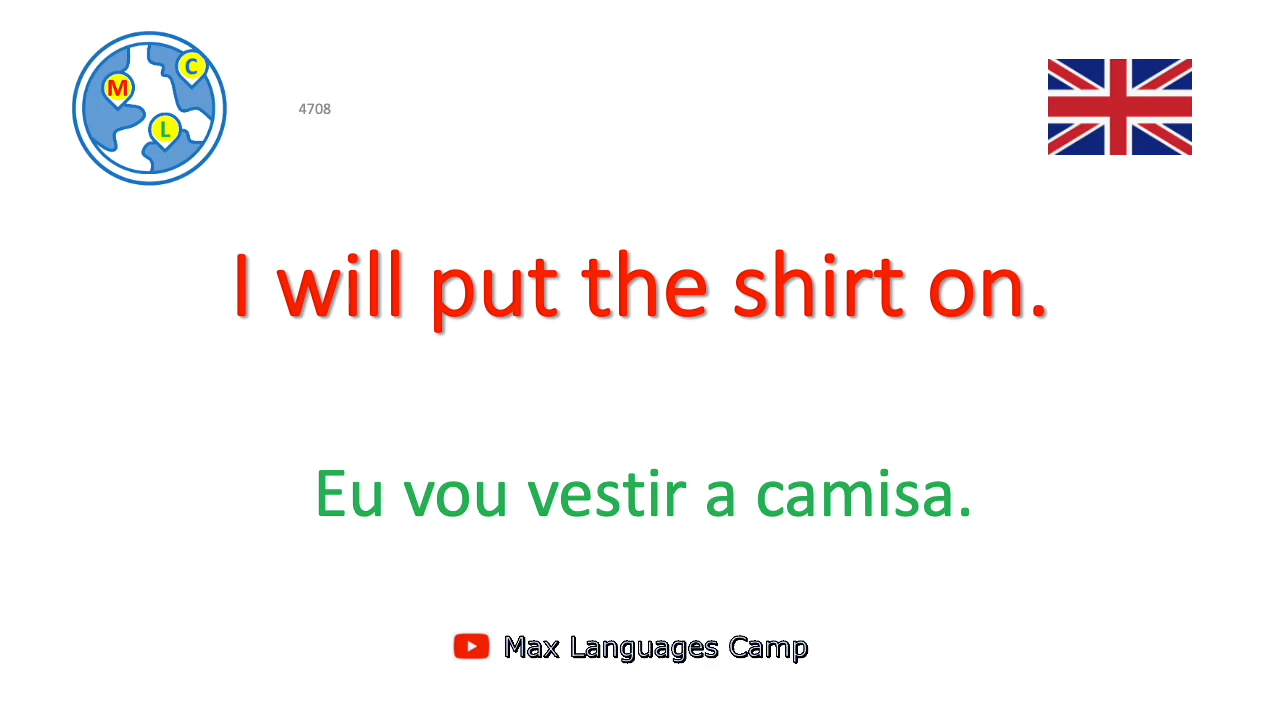 C
M
L
4708
I will put the shirt on.
Eu vou vestir a camisa.
Max Languages Camp